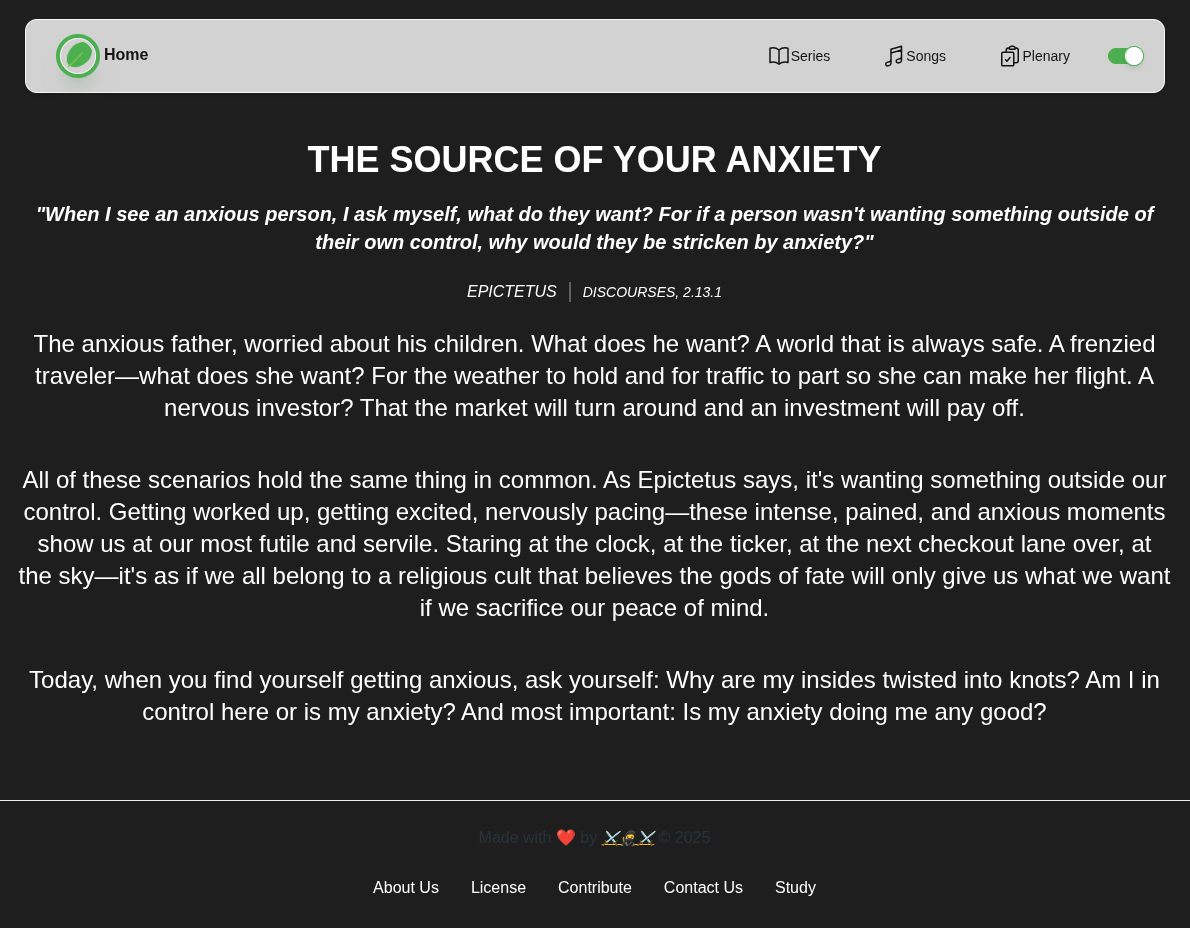 Home
Series
Songs
Plenary
THE SOURCE OF YOUR ANXIETY
"When I see an anxious person, I ask myself, what do they want? For if a person wasn't wanting something outside of
their own control, why would they be stricken by anxiety?"
EPICTETUS
DISCOURSES, 2.13.1
The anxious father, worried about his children. What does he want? A world that is always safe. A frenzied
traveler—what does she want? For the weather to hold and for traffic to part so she can make her flight. A
nervous investor? That the market will turn around and an investment will pay off.
All of these scenarios hold the same thing in common. As Epictetus says, it's wanting something outside our
control. Getting worked up, getting excited, nervously pacing—these intense, pained, and anxious moments
show us at our most futile and servile. Staring at the clock, at the ticker, at the next checkout lane over, at
the sky—it's as if we all belong to a religious cult that believes the gods of fate will only give us what we want
if we sacrifice our peace of mind.
Today, when you find yourself getting anxious, ask yourself: Why are my insides twisted into knots? Am I in
control here or is my anxiety? And most important: Is my anxiety doing me any good?
Made with ❤️ by ⚔️🥷⚔️ © 2025
About Us
License
Contribute
Contact Us
Study